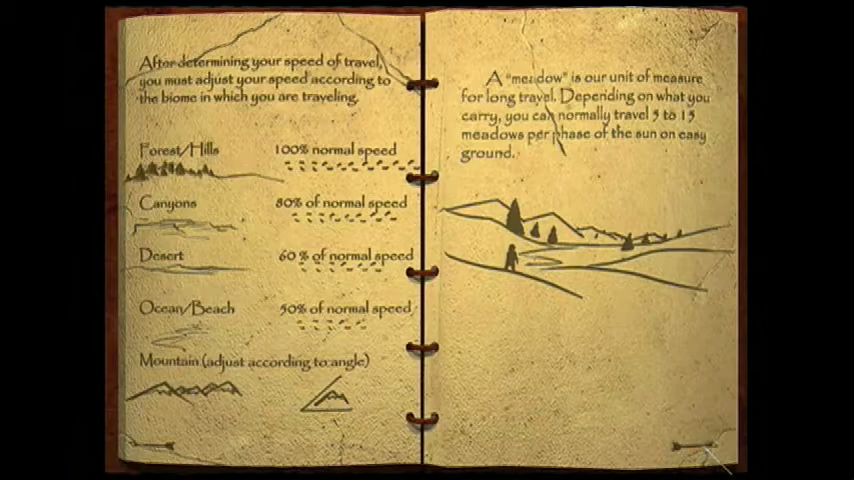 After determining your speed of travel,
you must adjust your speed according to
the biome in which you are traveling.
Forest/Hills 100% normal speed
Canyons 80% of normal speed
Desert 60 % of normal speed
Ocean/Beach 50% of normal speed
Mountain (adjust according to angle)
A "meadow" is our unit of measure
for long travel. Depending on what you
carry, you can normally travel 5 to 15
meadows per phase of the sun on easy
ground.